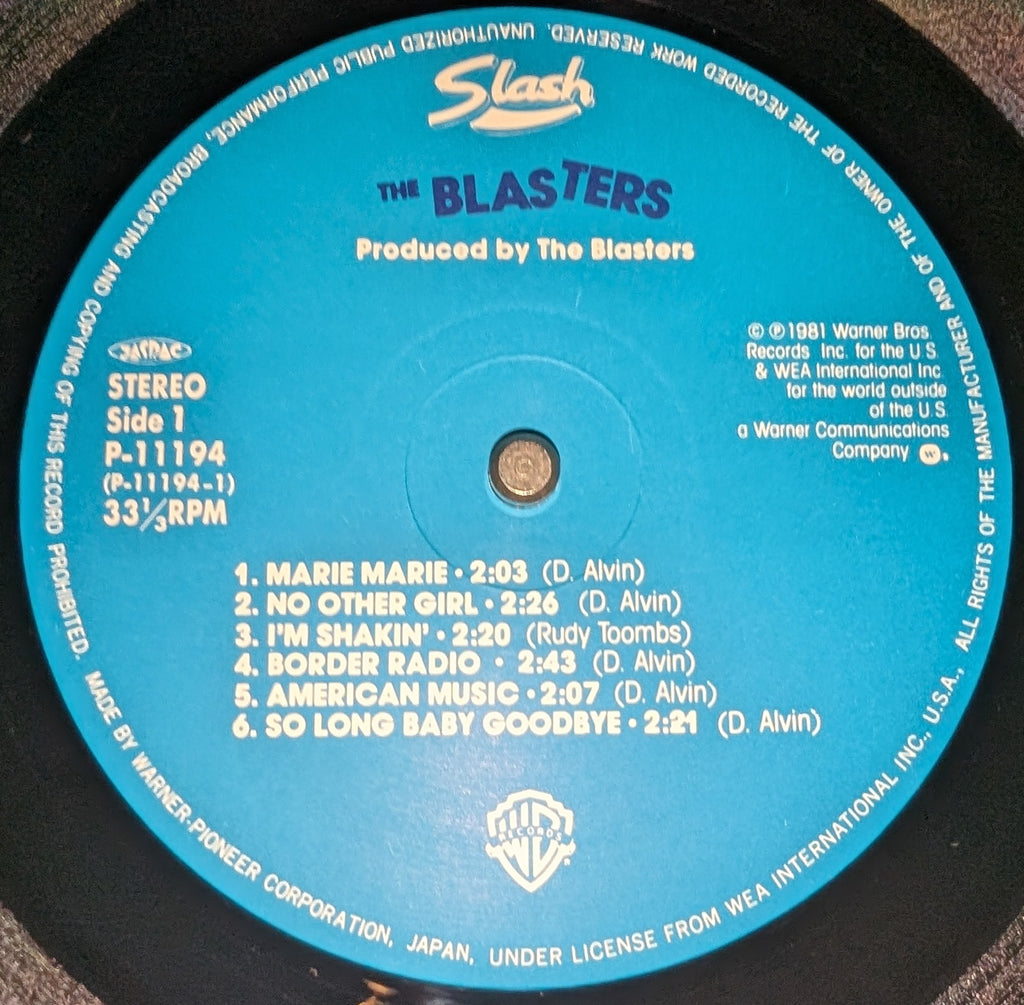 Slash
THE BLASTERS
Produced by The Blasters
JASRAC
STEREO
Side 1
P-11194
(P-11194-1)
33⅓RPM
© ℗ 1981 Warner Bros.
Records Inc. for the U.S.
& WEA International Inc.
for the world outside
of the U.S.
a Warner Communications
Company
1. MARIE MARIE • 2:03 (D. Alvin)
2. NO OTHER GIRL • 2:26 (D. Alvin)
3. I'M SHAKIN' • 2:20 (Rudy Toombs)
4. BORDER RADIO • 2:43 (D. Alvin)
5. AMERICAN MUSIC • 2:07 (D. Alvin)
6. SO LONG BABY GOODBYE • 2:21 (D. Alvin)
WB RECORDS
MADE BY WARNER-PIONEER CORPORATION, JAPAN, UNDER LICENSE FROM WEA INTERNATIONAL INC., U.S.A., ALL RIGHTS OF THE MANUFACTURER AND OF THE OWNER OF THE RECORDED WORK RESERVED. UNAUTHORIZED PUBLIC PERFORMANCE, BROADCASTING AND COPYING OF THIS RECORD PROHIBITED.